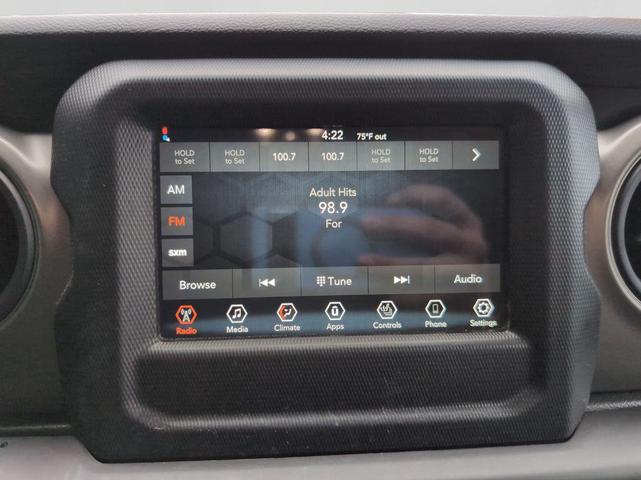 4:22 75°F out
HOLD to Set HOLD to Set 100.7 100.7 HOLD to Set HOLD to Set
AM
Adult Hits
98.9
FM
For
sxm
Browse Tune Audio
Radio Media Climate Apps Controls Phone Settings